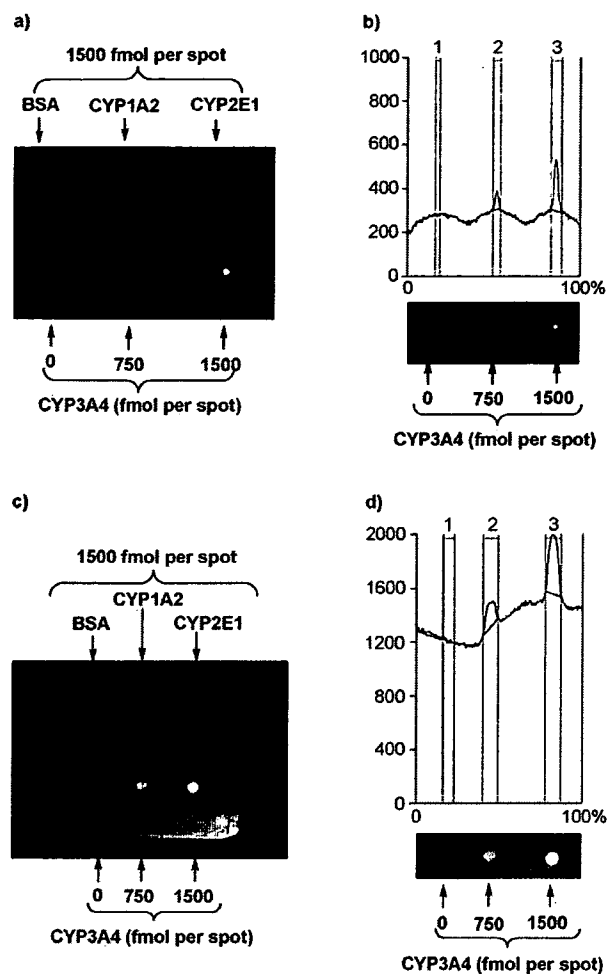 a)
1500 fmol per spot
BSA CYP1A2 CYP2E1
0 750 1500
CYP3A4 (fmol per spot)
b)
1 2 3
1000
800
600
400
200
0
0 100%
0 750 1500
CYP3A4 (fmol per spot)
c)
1500 fmol per spot
CYP1A2
BSA CYP2E1
0 750 1500
CYP3A4 (fmol per spot)
d)
1 2 3
2000
1600
1200
800
400
0
0 100%
0 750 1500
CYP3A4 (fmol per spot)